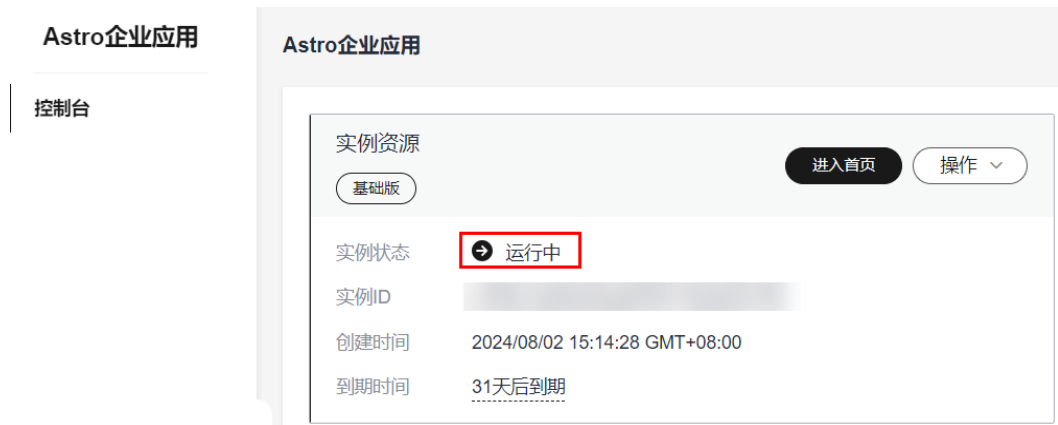 Astro企业应用
控制台
Astro企业应用
实例资源
基础版
进入首页
操作
实例状态
运行中
实例ID
创建时间
2024/08/02 15:14:28 GMT+08:00
到期时间
31天后到期